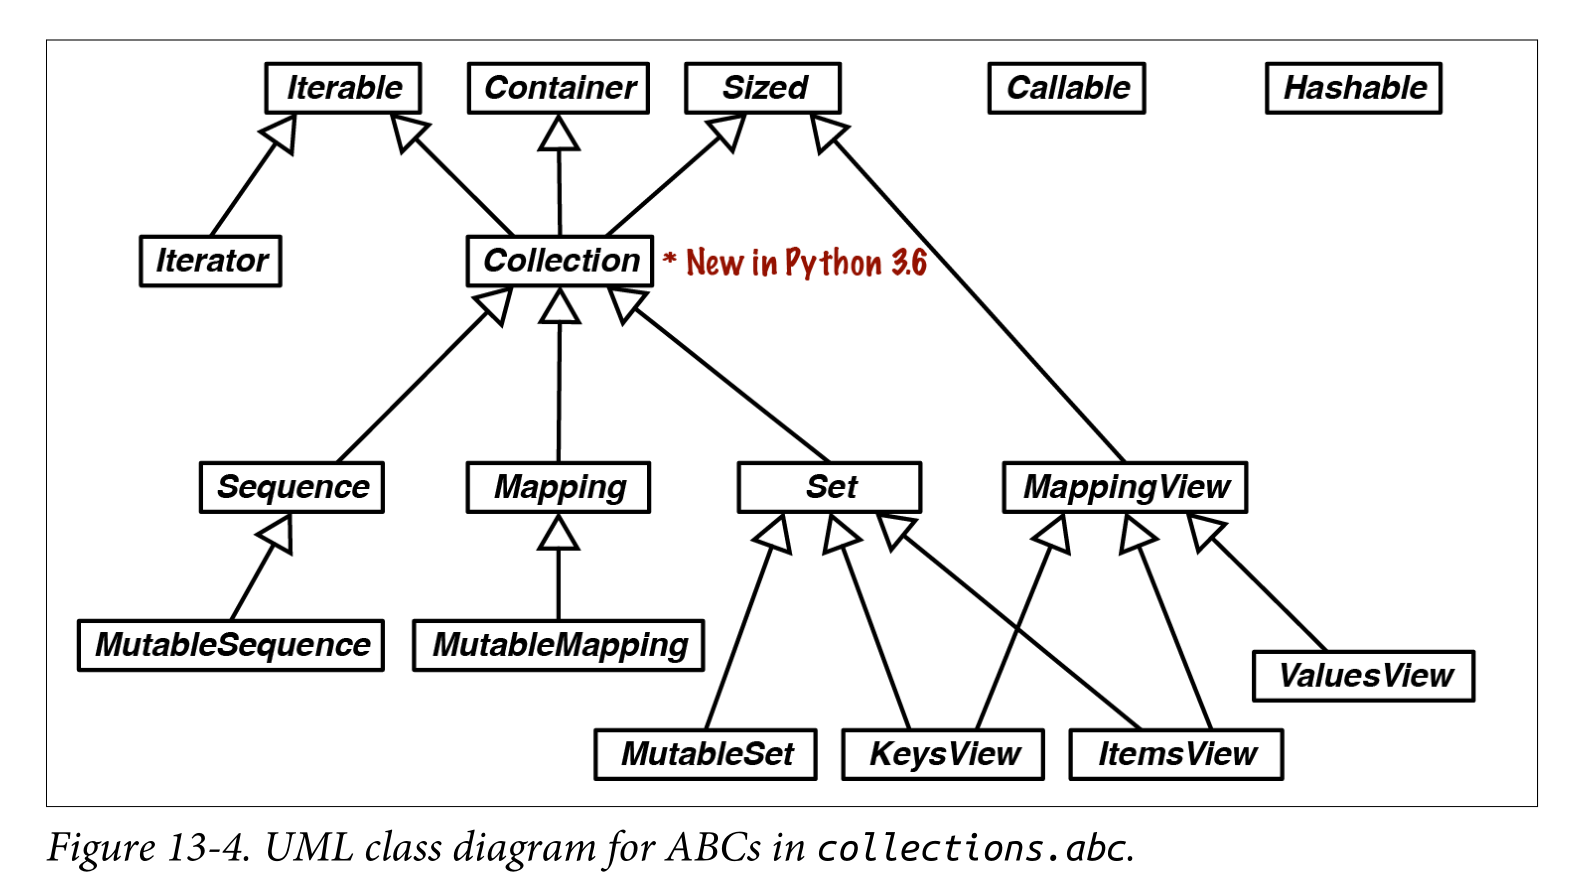 Iterable
Container
Sized
Callable
Hashable
Iterator
Collection
* New in Python 3.6
Sequence
Mapping
Set
MappingView
MutableSequence
MutableMapping
ValuesView
MutableSet
KeysView
ItemsView
Figure 13-4. UML class diagram for ABCs in collections.abc.